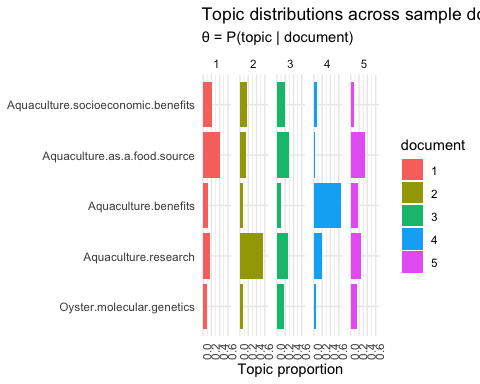 Topic distributions across sample do
θ = P(topic | document)
1 2 3 4 5
Aquaculture.socioeconomic.benefits
Aquaculture.as.a.food.source
Aquaculture.benefits
Aquaculture.research
Oyster.molecular.genetics
0.0 0.2 0.4 0.6 0.0 0.2 0.4 0.6 0.0 0.2 0.4 0.6 0.0 0.2 0.4 0.6 0.0 0.2 0.4 0.6
Topic proportion
document
1
2
3
4
5